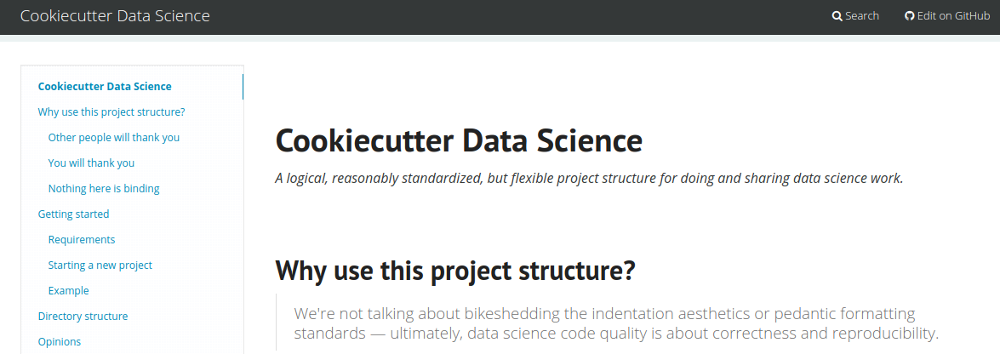 Cookiecutter Data Science
Search
Edit on GitHub
Cookiecutter Data Science
Why use this project structure?
Other people will thank you
You will thank you
Nothing here is binding
Getting started
Requirements
Starting a new project
Example
Directory structure
Opinions
Cookiecutter Data Science
A logical, reasonably standardized, but flexible project structure for doing and sharing data science work.
Why use this project structure?
We're not talking about bikeshedding the indentation aesthetics or pedantic formatting
standards — ultimately, data science code quality is about correctness and reproducibility.